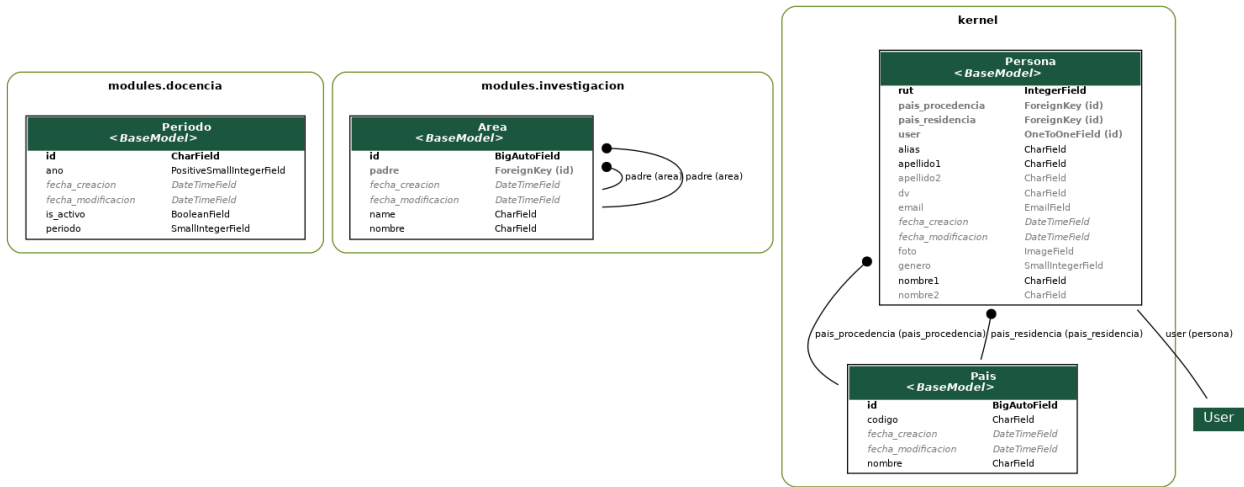 modules.docencia
Periodo
<BaseModel>
id CharField
ano PositiveSmallIntegerField
fecha_creacion DateTimeField
fecha_modificacion DateTimeField
is_activo BooleanField
periodo SmallIntegerField
modules.investigacion
Area
<BaseModel>
id BigAutoField
padre ForeignKey (id)
fecha_creacion DateTimeField
fecha_modificacion DateTimeField
name CharField
nombre CharField
padre (area) padre (area)
kernel
Persona
<BaseModel>
rut IntegerField
pais_procedencia ForeignKey (id)
pais_residencia ForeignKey (id)
user OneToOneField (id)
alias CharField
apellido1 CharField
apellido2 CharField
dv CharField
email EmailField
fecha_creacion DateTimeField
fecha_modificacion DateTimeField
foto ImageField
genero SmallIntegerField
nombre1 CharField
nombre2 CharField
pais_procedencia (pais_procedencia) pais_residencia (pais_residencia) user (persona)
Pais
<BaseModel>
id BigAutoField
codigo CharField
fecha_creacion DateTimeField
fecha_modificacion DateTimeField
nombre CharField
User